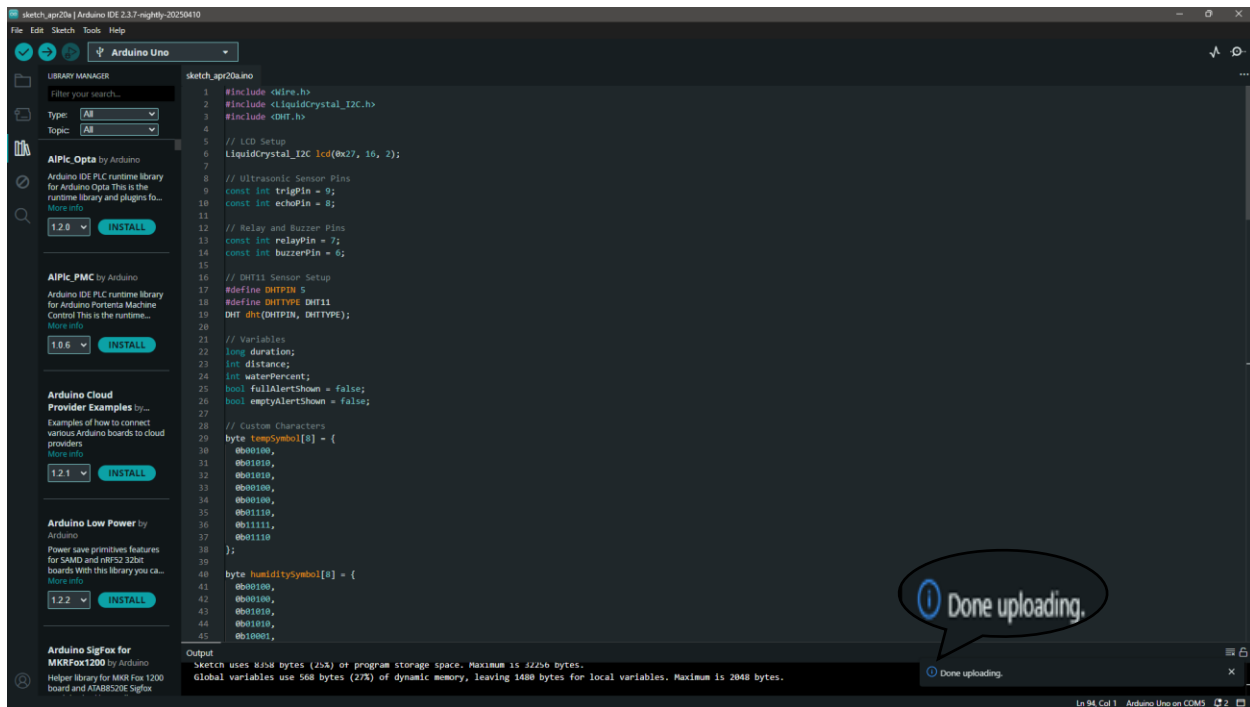 sketch_apr20a | Arduino IDE 2.3.7-nightly-20250410
File Edit Sketch Tools Help
Arduino Uno
LIBRARY MANAGER
Filter your search...
Type: All
Topic: All
AlPlc_Opta by Arduino
Arduino IDE PLC runtime library
for Arduino Opta This is the
runtime library and plugins fo...
More info
1.2.0 INSTALL
AlPlc_PMC by Arduino
Arduino IDE PLC runtime library
for Arduino Portenta Machine
Control This is the runtime...
More info
1.0.6 INSTALL
Arduino Cloud
Provider Examples by...
Examples of how to connect
various Arduino boards to cloud
providers
More info
1.2.1 INSTALL
Arduino Low Power by
Arduino
Power save primitives features
for SAMD and nRF52 32bit
boards With this library you ca...
More info
1.2.2 INSTALL
Arduino SigFox for
MKRFox1200 by Arduino
Helper library for MKR Fox 1200
board and ATAB8520E Sigfox
sketch_apr20a.ino
1 #include <Wire.h>
2 #include <LiquidCrystal_I2C.h>
3 #include <DHT.h>
4
5 // LCD Setup
6 LiquidCrystal_I2C lcd(0x27, 16, 2);
7
8 // Ultrasonic Sensor Pins
9 const int trigPin = 9;
10 const int echoPin = 8;
11
12 // Relay and Buzzer Pins
13 const int relayPin = 7;
14 const int buzzerPin = 6;
15
16 // DHT11 Sensor Setup
17 #define DHTPIN 5
18 #define DHTTYPE DHT11
19 DHT dht(DHTPIN, DHTTYPE);
20
21 // Variables
22 long duration;
23 int distance;
24 int waterPercent;
25 bool fullAlertShown = false;
26 bool emptyAlertShown = false;
27
28 // Custom Characters
29 byte tempSymbol[8] = {
30 0b00100,
31 0b01010,
32 0b01010,
33 0b00100,
34 0b00100,
35 0b01110,
36 0b11111,
37 0b01110
38 };
39
40 byte humiditySymbol[8] = {
41 0b00100,
42 0b00100,
43 0b01010,
44 0b01010,
45 0b10001,
Done uploading.
Output
Sketch uses 8358 bytes (25%) of program storage space. Maximum is 32256 bytes.
Global variables use 568 bytes (27%) of dynamic memory, leaving 1480 bytes for local variables. Maximum is 2048 bytes.
Done uploading.
Ln 94, Col 1 Arduino Uno on COM5 2